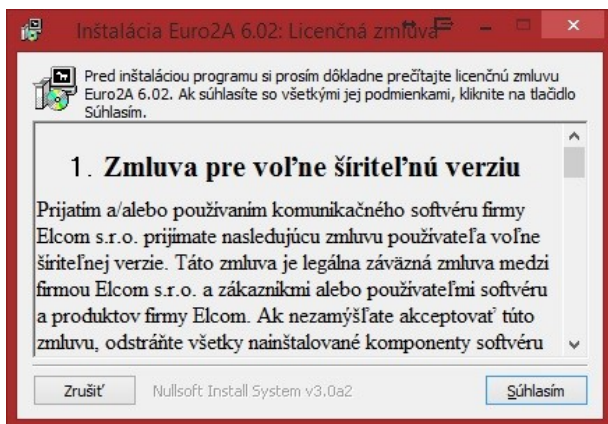 Inštalácia Euro2A 6.02: Licenčná zmluva
Pred inštaláciou programu si prosím dôkladne prečítajte licenčnú zmluvu
Euro2A 6.02. Ak súhlasíte so všetkými jej podmienkami, kliknite na tlačidlo
Súhlasím.
1. Zmluva pre voľne šíriteľnú verziu
Prijatím a/alebo používaním komunikačného softvéru firmy
Elcom s.r.o. prijímate nasledujúcu zmluvu používateľa voľne
šíriteľnej verzie. Táto zmluva je legálna záväzná zmluva medzi
firmou Elcom s.r.o. a zákazníkmi alebo používateľmi softvéru
a produktov firmy Elcom. Ak nezamýšľate akceptovať túto
zmluvu, odstráňte všetky nainštalované komponenty softvéru
Zrušiť Nullsoft Install System v3.0a2 Súhlasím